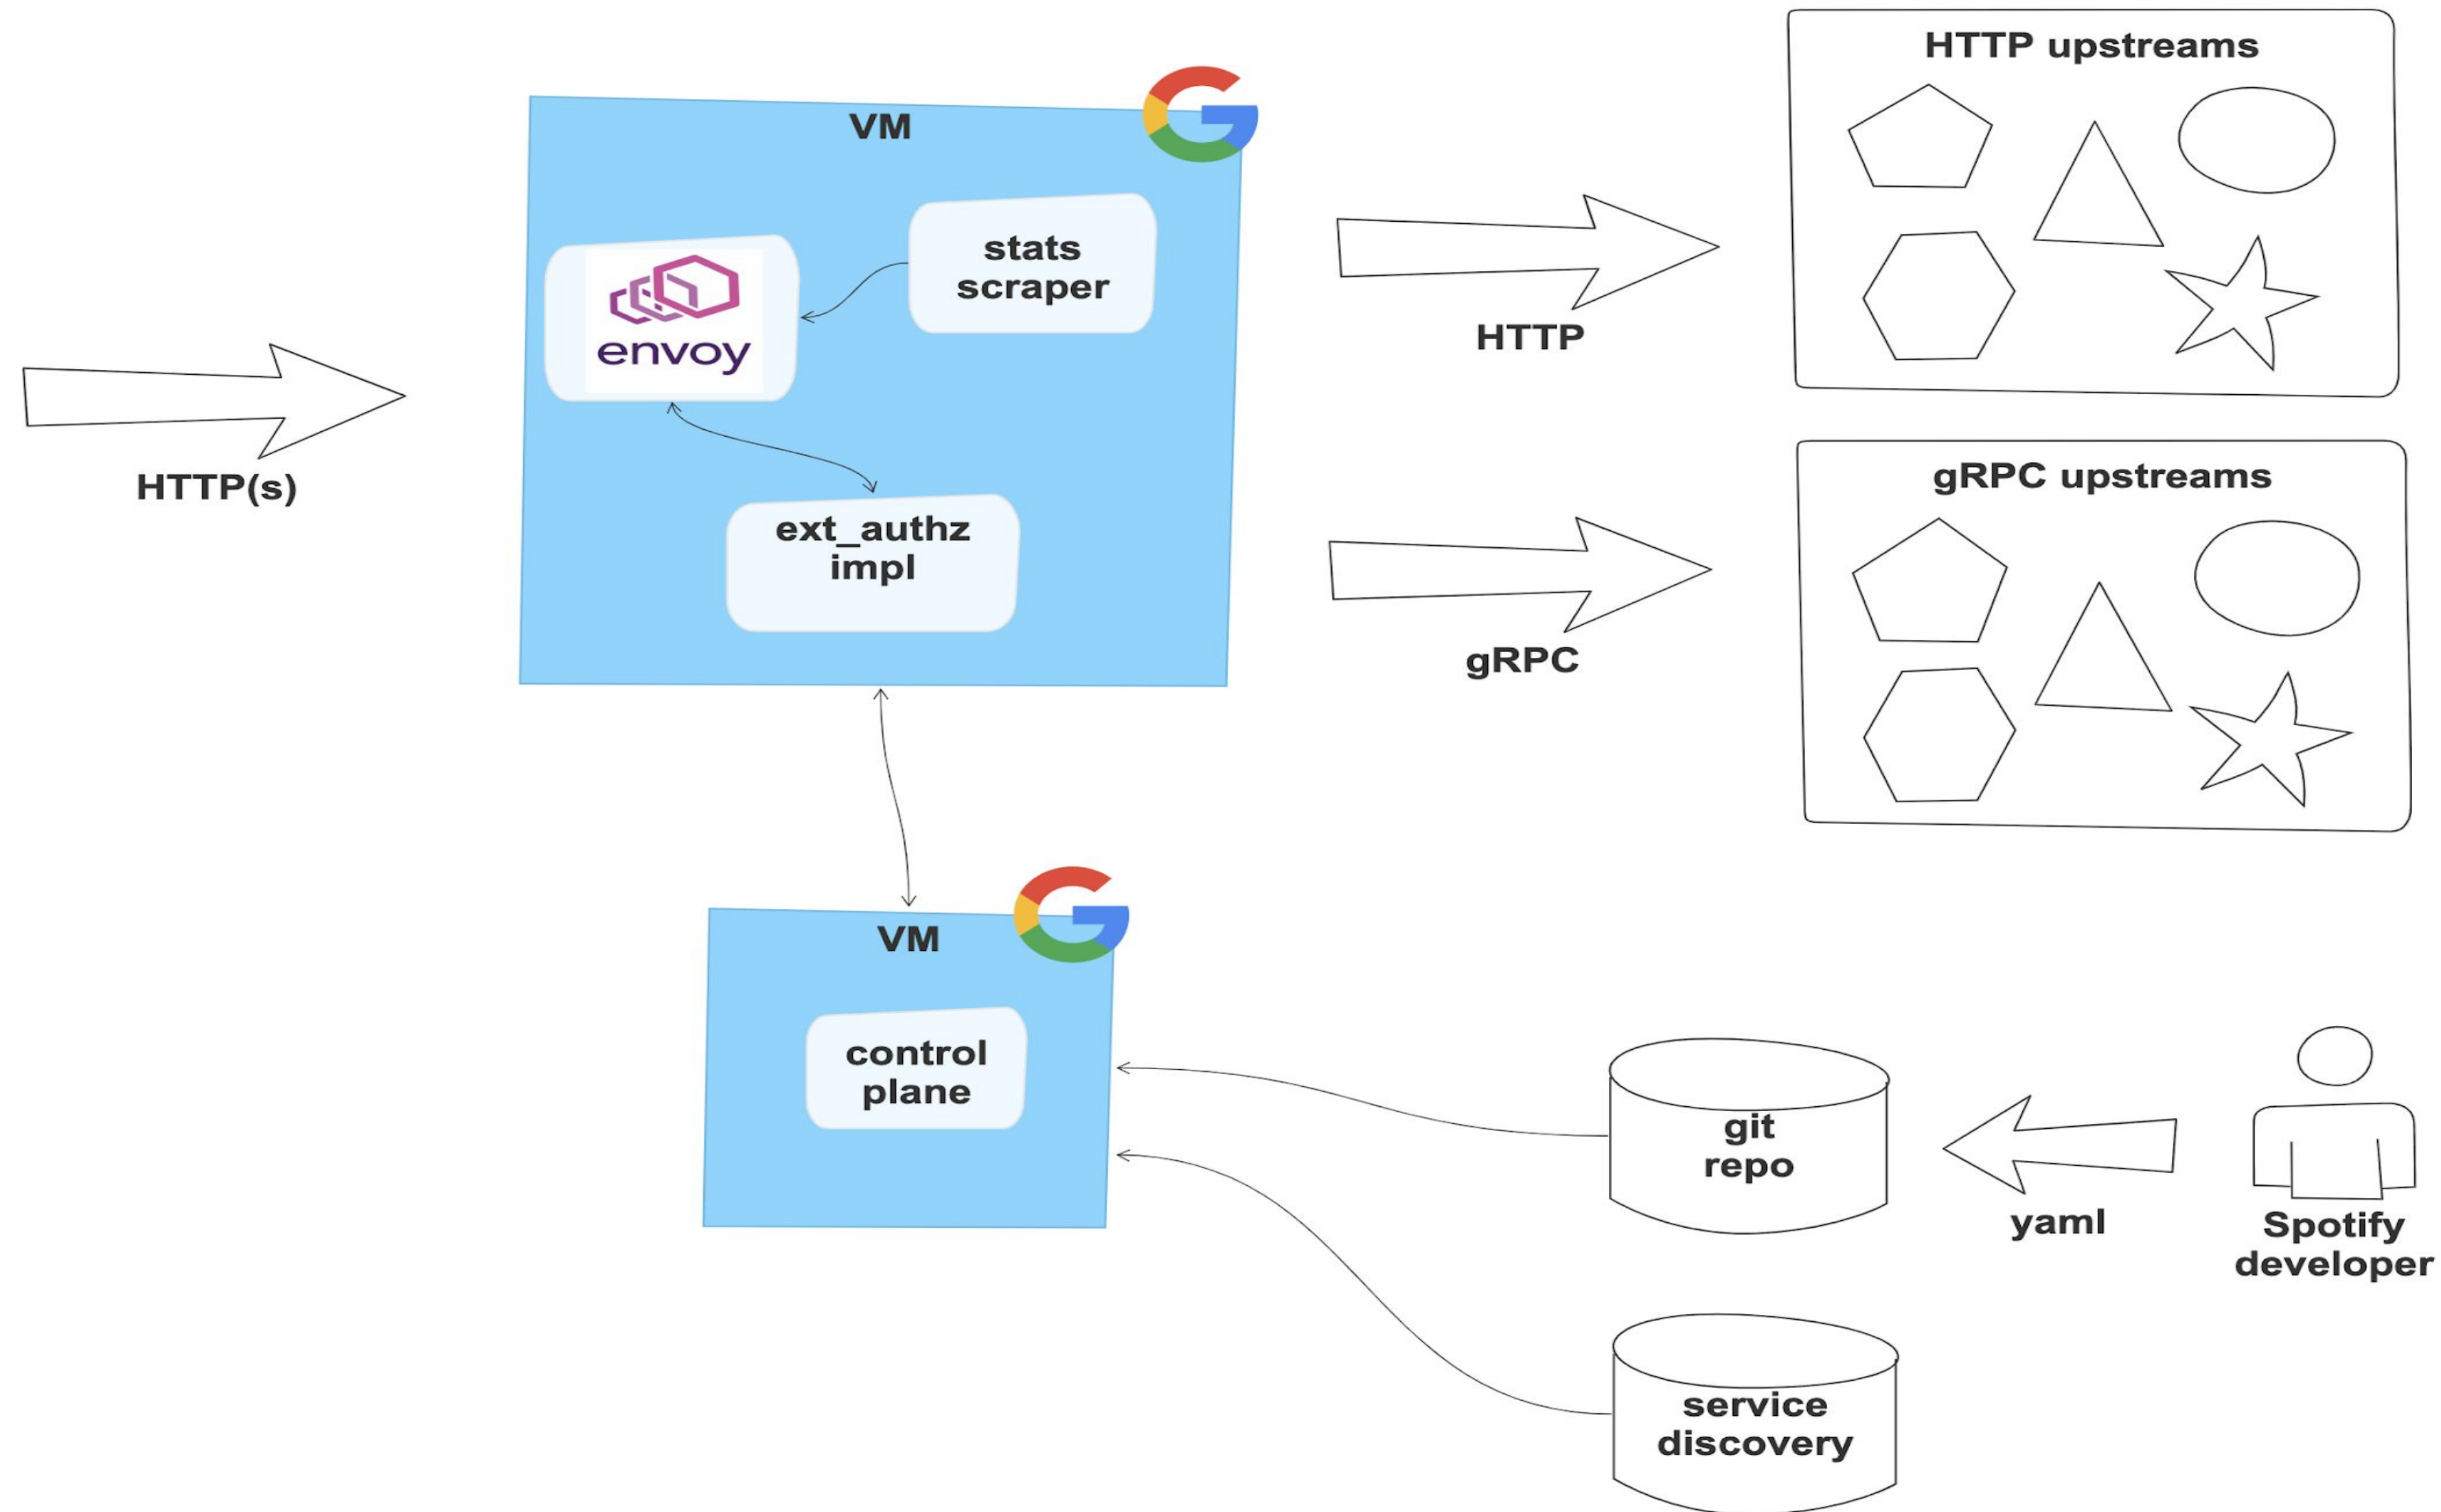 HTTP upstreams
VM
stats
scraper
envoy
HTTP
HTTP(s)
gRPC upstreams
ext_authz
impl
gRPC
VM
control
plane
git
repo
yaml
Spotify
developer
service
discovery